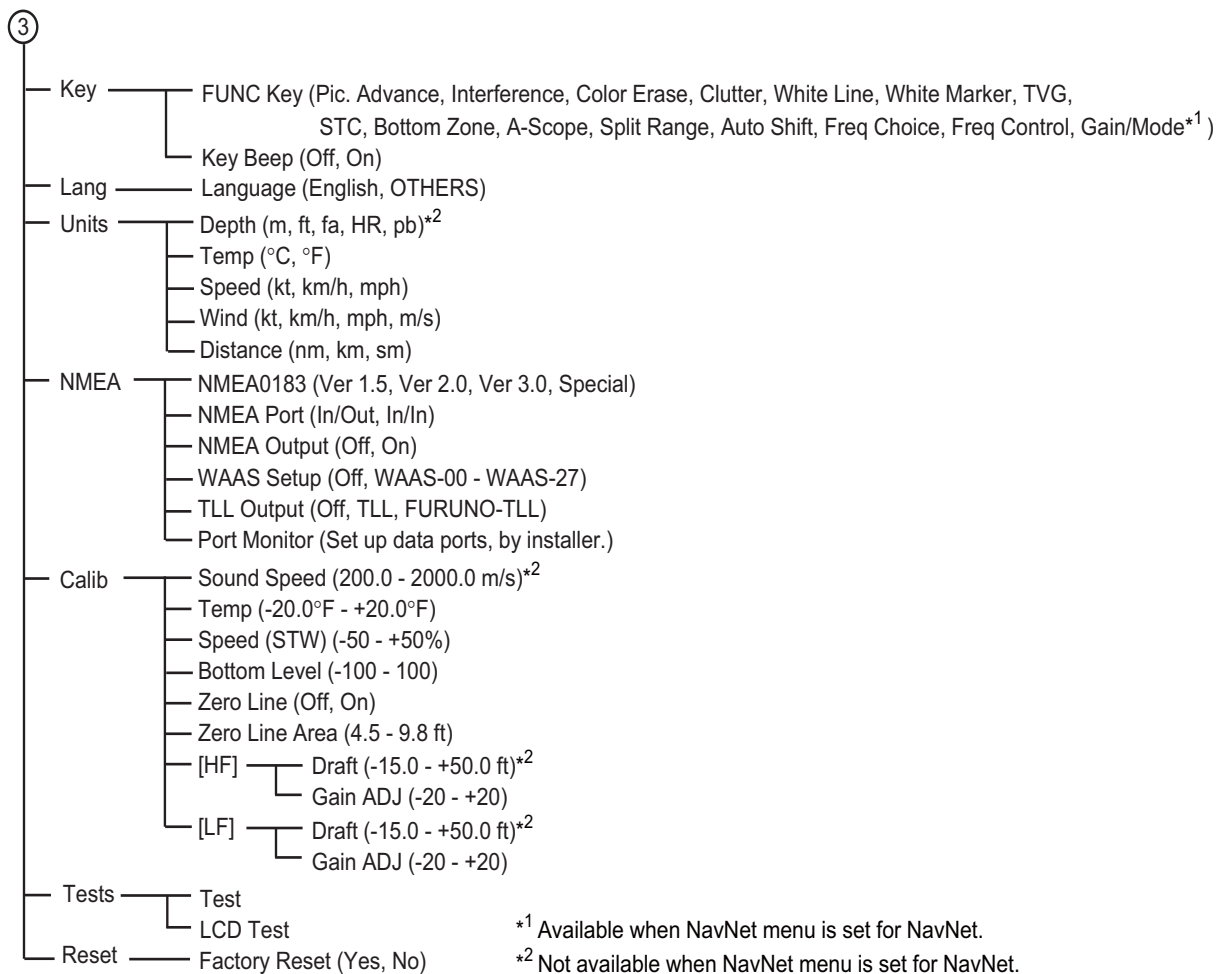 3
Key
FUNC Key (Pic. Advance, Interference, Color Erase, Clutter, White Line, White Marker, TVG,
STC, Bottom Zone, A-Scope, Split Range, Auto Shift, Freq Choice, Freq Control, Gain/Mode*1 )
Key Beep (Off, On)
Lang
Language (English, OTHERS)
Units
Depth (m, ft, fa, HR, pb)*2
Temp (°C, °F)
Speed (kt, km/h, mph)
Wind (kt, km/h, mph, m/s)
Distance (nm, km, sm)
NMEA
NMEA0183 (Ver 1.5, Ver 2.0, Ver 3.0, Special)
NMEA Port (In/Out, In/In)
NMEA Output (Off, On)
WAAS Setup (Off, WAAS-00 - WAAS-27)
TLL Output (Off, TLL, FURUNO-TLL)
Port Monitor (Set up data ports, by installer.)
Calib
Sound Speed (200.0 - 2000.0 m/s)*2
Temp (-20.0°F - +20.0°F)
Speed (STW) (-50 - +50%)
Bottom Level (-100 - 100)
Zero Line (Off, On)
Zero Line Area (4.5 - 9.8 ft)
[HF]
Draft (-15.0 - +50.0 ft)*2
Gain ADJ (-20 - +20)
[LF]
Draft (-15.0 - +50.0 ft)*2
Gain ADJ (-20 - +20)
Tests
Test
LCD Test
*1 Available when NavNet menu is set for NavNet.
Reset
Factory Reset (Yes, No)
*2 Not available when NavNet menu is set for NavNet.